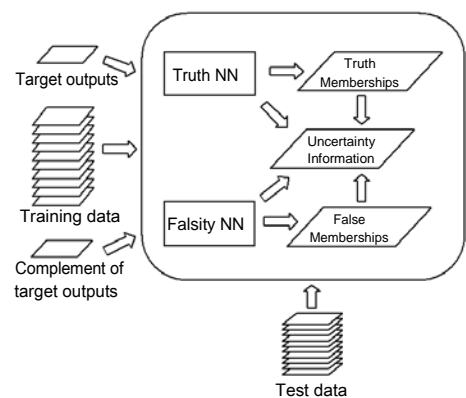 Target outputs
Truth NN
Truth
Memberships
Uncertainty
Information
Training data
Falsity NN
False
Memberships
Complement of
target outputs
Test data